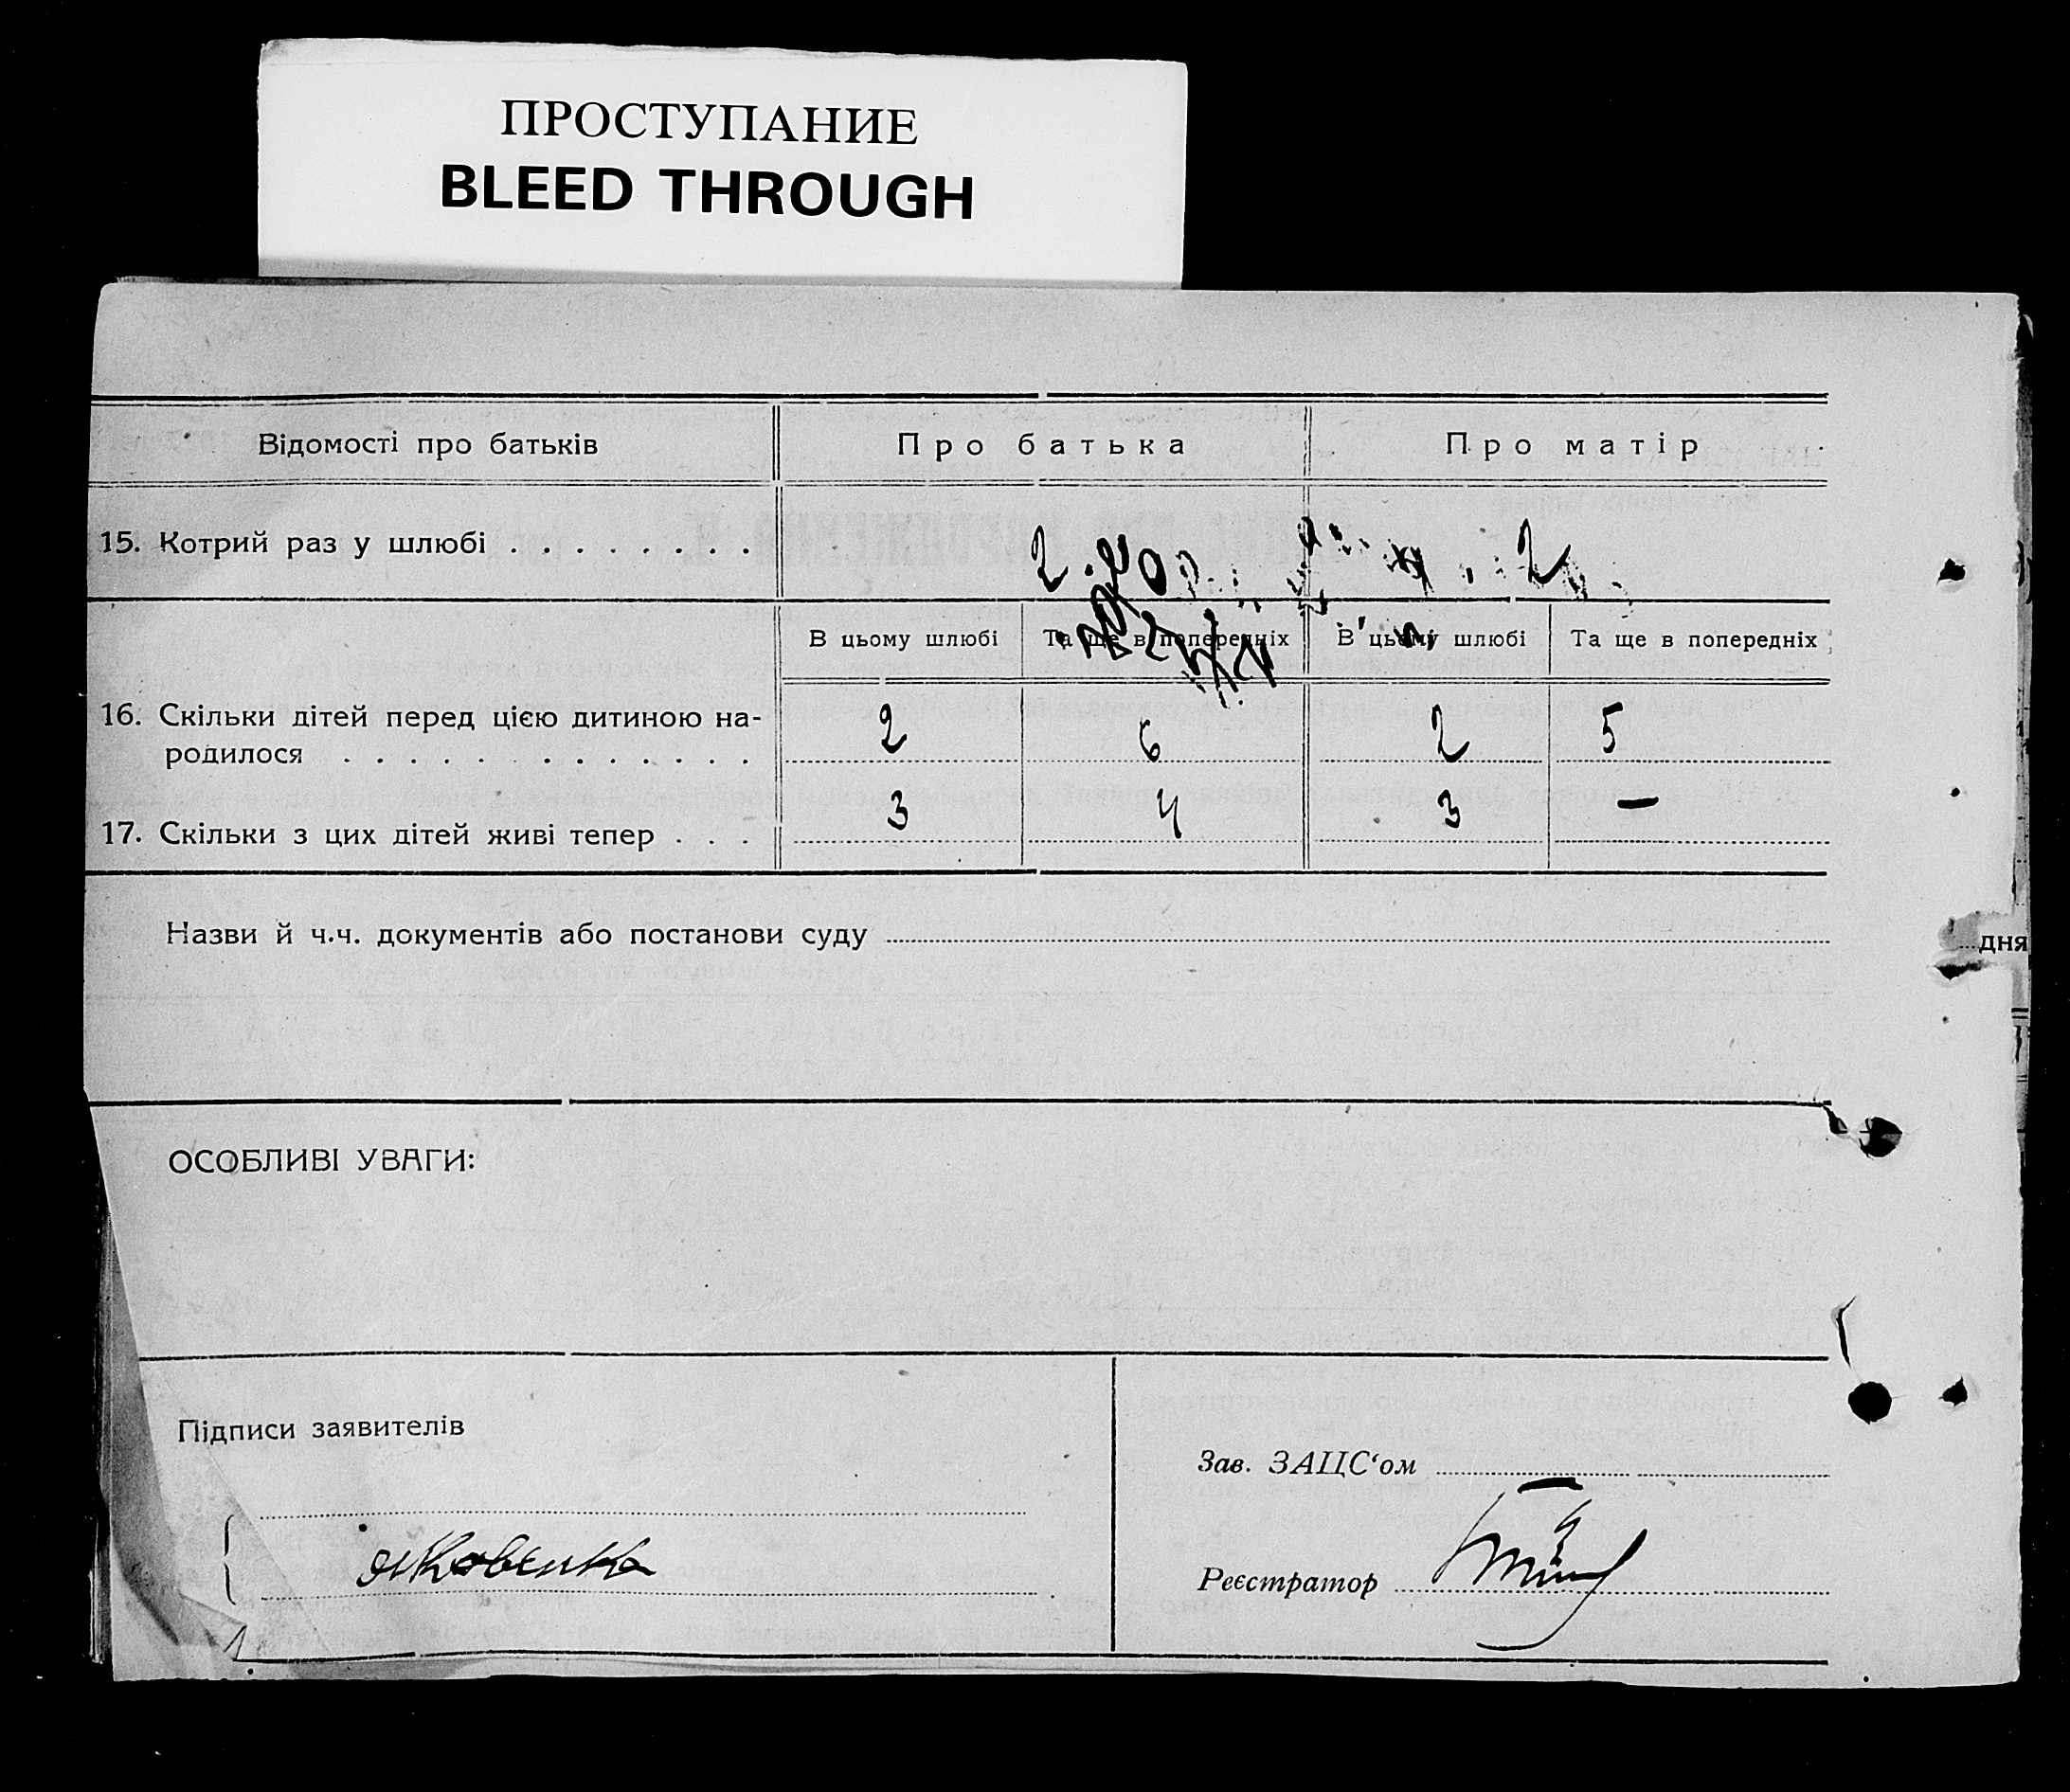 ПРОСТУПАНИЕ
BLEED THROUGH
Відомості про батьків Про батька Про матір
15. Котрий раз у шлюбі . . . . . . . . 2 2
В цьому шлюбі Та ще в попередніх В цьому шлюбі Та ще в попередніх
16. Скільки дітей перед цією дитиною на-
родилося . . . . . . . . . . . . . 2 6 2 5
17. Скільки з цих дітей живі тепер . . . 3 4 3 —
Назви й ч.ч. документів або постанови суду
дня
ОСОБЛИВІ УВАГИ:
Підписи заявителів
Зав. ЗАЦС‘ом
Яковенко
Реєстратор